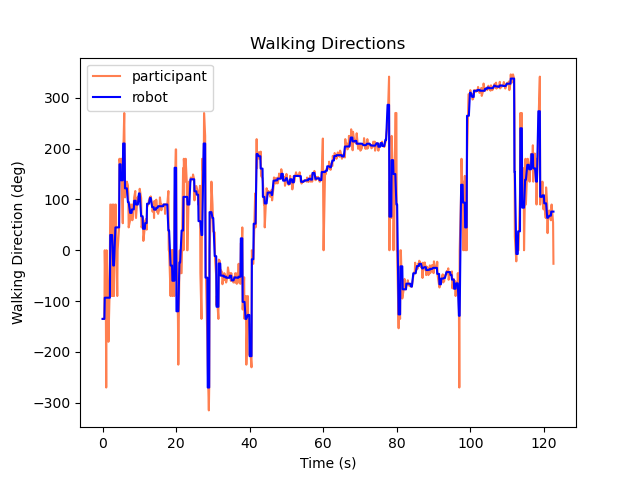 Walking Directions
participant
robot
Walking Direction (deg)
300
200
100
0
−100
−200
−300
0 20 40 60 80 100 120
Time (s)